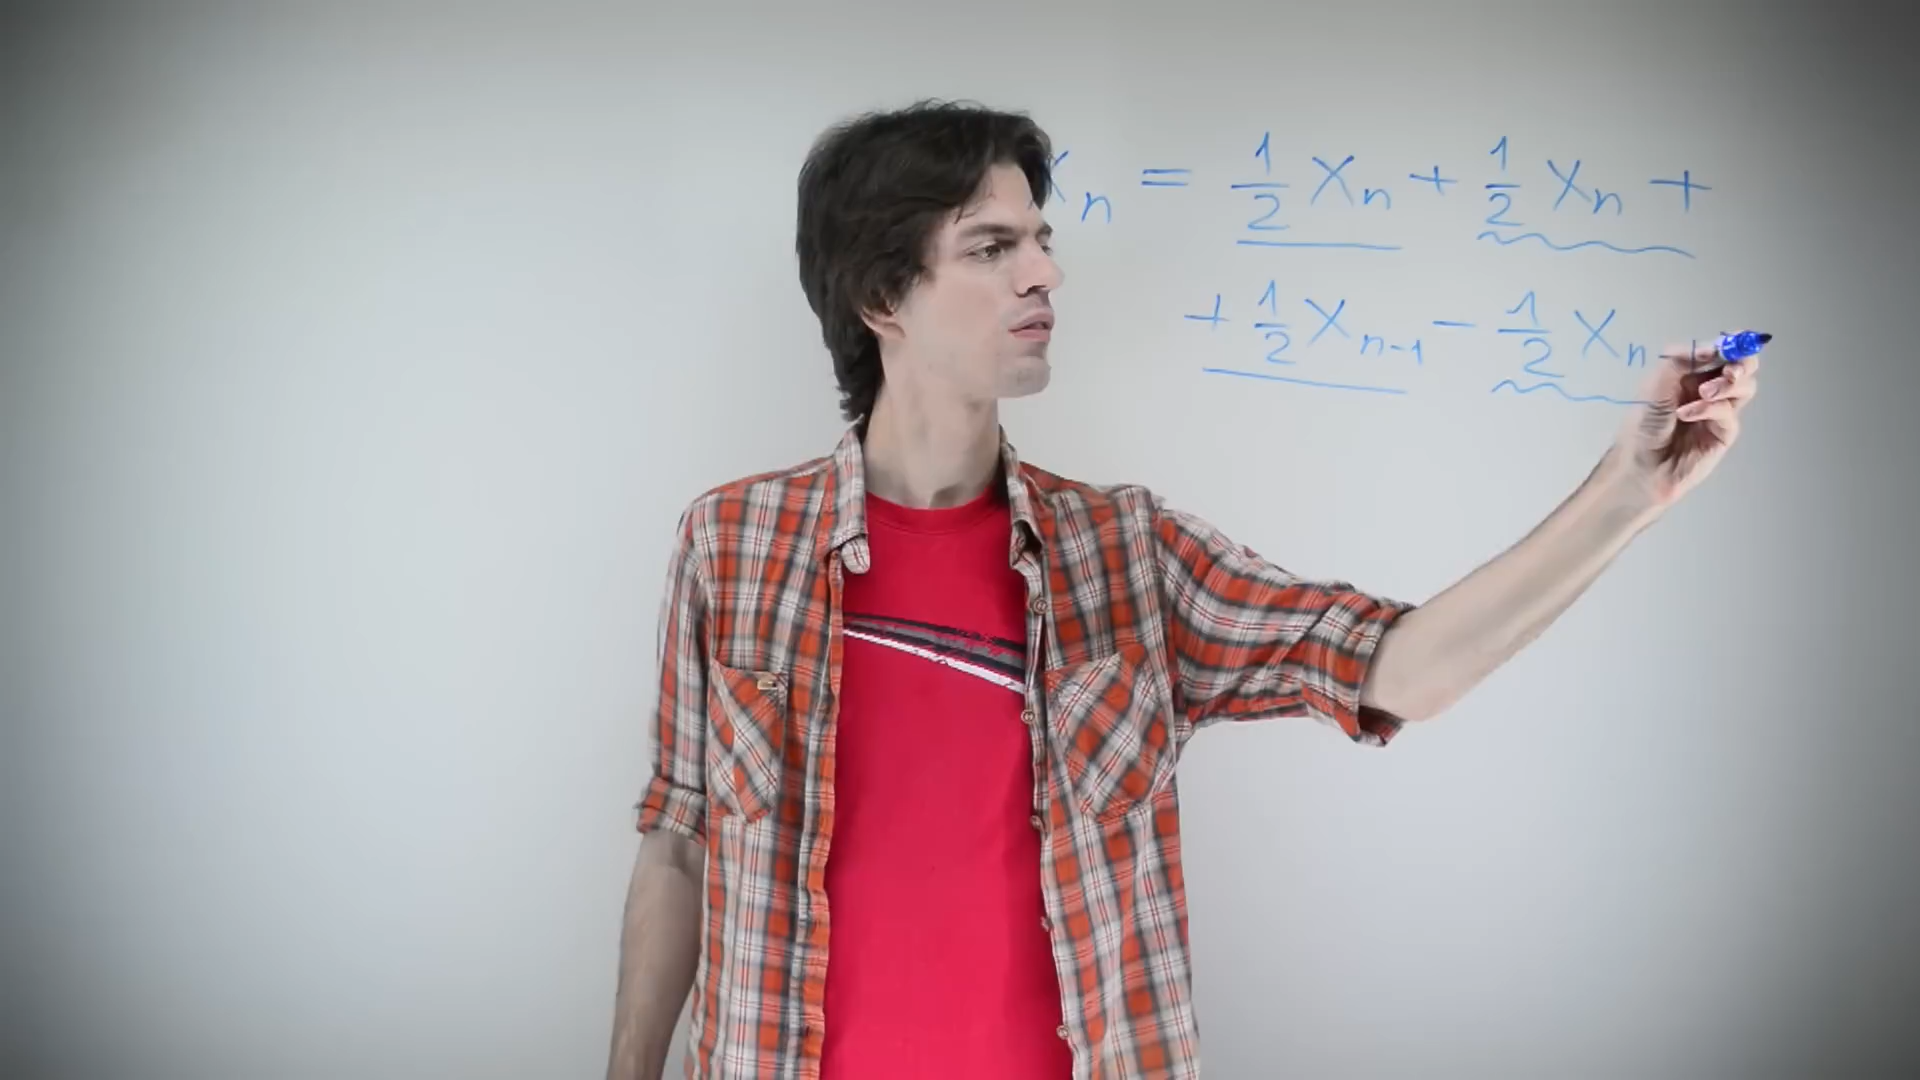 Xn = 1/2 Xn + 1/2 Xn +
+ 1/2 Xn-1 - 1/2 Xn-1